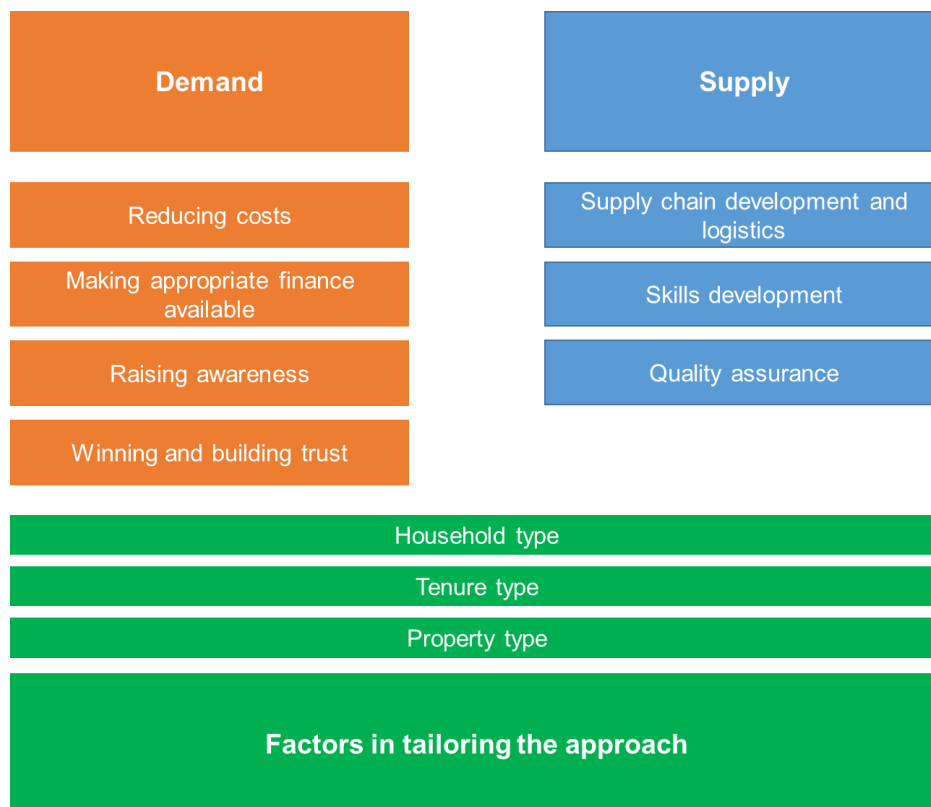 Demand
Reducing costs
Making appropriate finance
available
Raising awareness
Winning and building trust
Supply
Supply chain development and
logistics
Skills development
Quality assurance
Household type
Tenure type
Property type
Factors in tailoring the approach